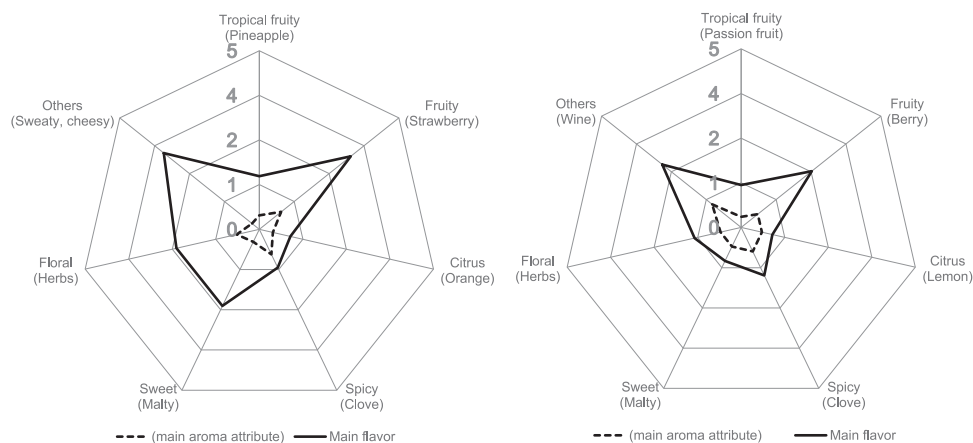 Tropical fruity
(Pineapple)
5
4
2
1
0
Fruity
(Strawberry)
Citrus
(Orange)
Spicy
(Clove)
Sweet
(Malty)
Floral
(Herbs)
Others
(Sweaty, cheesy)
(main aroma attribute) Main flavor
Tropical fruity
(Passion fruit)
5
4
2
1
0
Fruity
(Berry)
Citrus
(Lemon)
Spicy
(Clove)
Sweet
(Malty)
Floral
(Herbs)
Others
(Wine)
(main aroma attribute) Main flavor